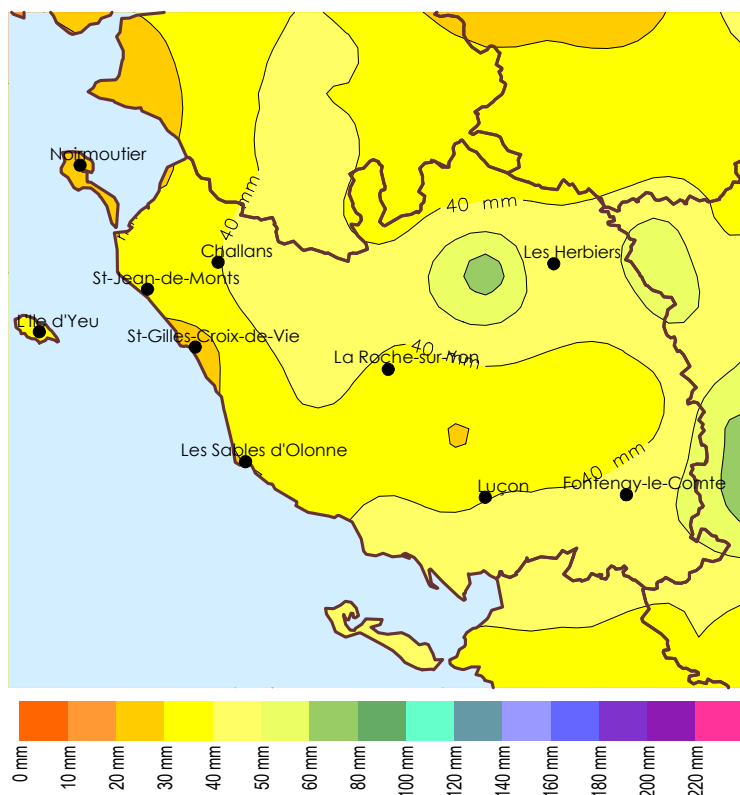 Noirmoutier
40 mm
40 mm
Challans
Les Herbiers
St-Jean-de-Monts
L'Ile d'Yeu
St-Gilles-Croix-de-Vie
40 mm
La Roche-sur-Yon
Les Sables d'Olonne
40 mm
Luçon
Fontenay-le-Comte
0 mm
10 mm
20 mm
30 mm
40 mm
50 mm
60 mm
80 mm
100 mm
120 mm
140 mm
160 mm
180 mm
200 mm
220 mm